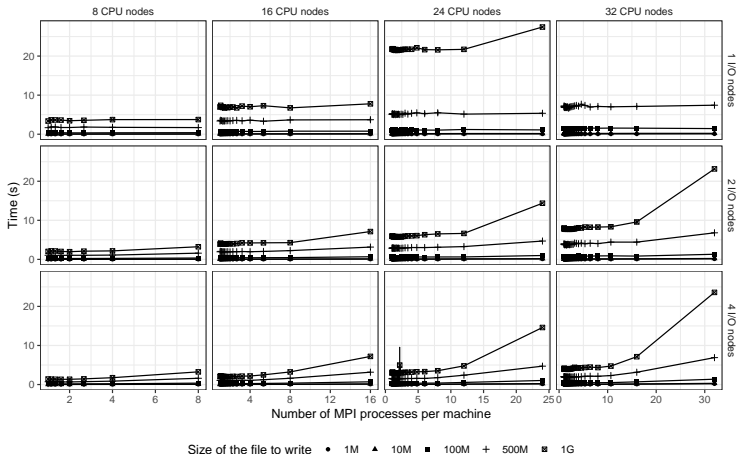 8 CPU nodes 16 CPU nodes 24 CPU nodes 32 CPU nodes
20
10
0
1 I/O nodes
20
10
0
2 I/O nodes
20
10
0
4 I/O nodes
Time (s)
2 4 6 8 4 8 12 16 0 5 10 15 20 25 0 10 20 30
Number of MPI processes per machine
Size of the file to write 1M 10M 100M 500M 1G